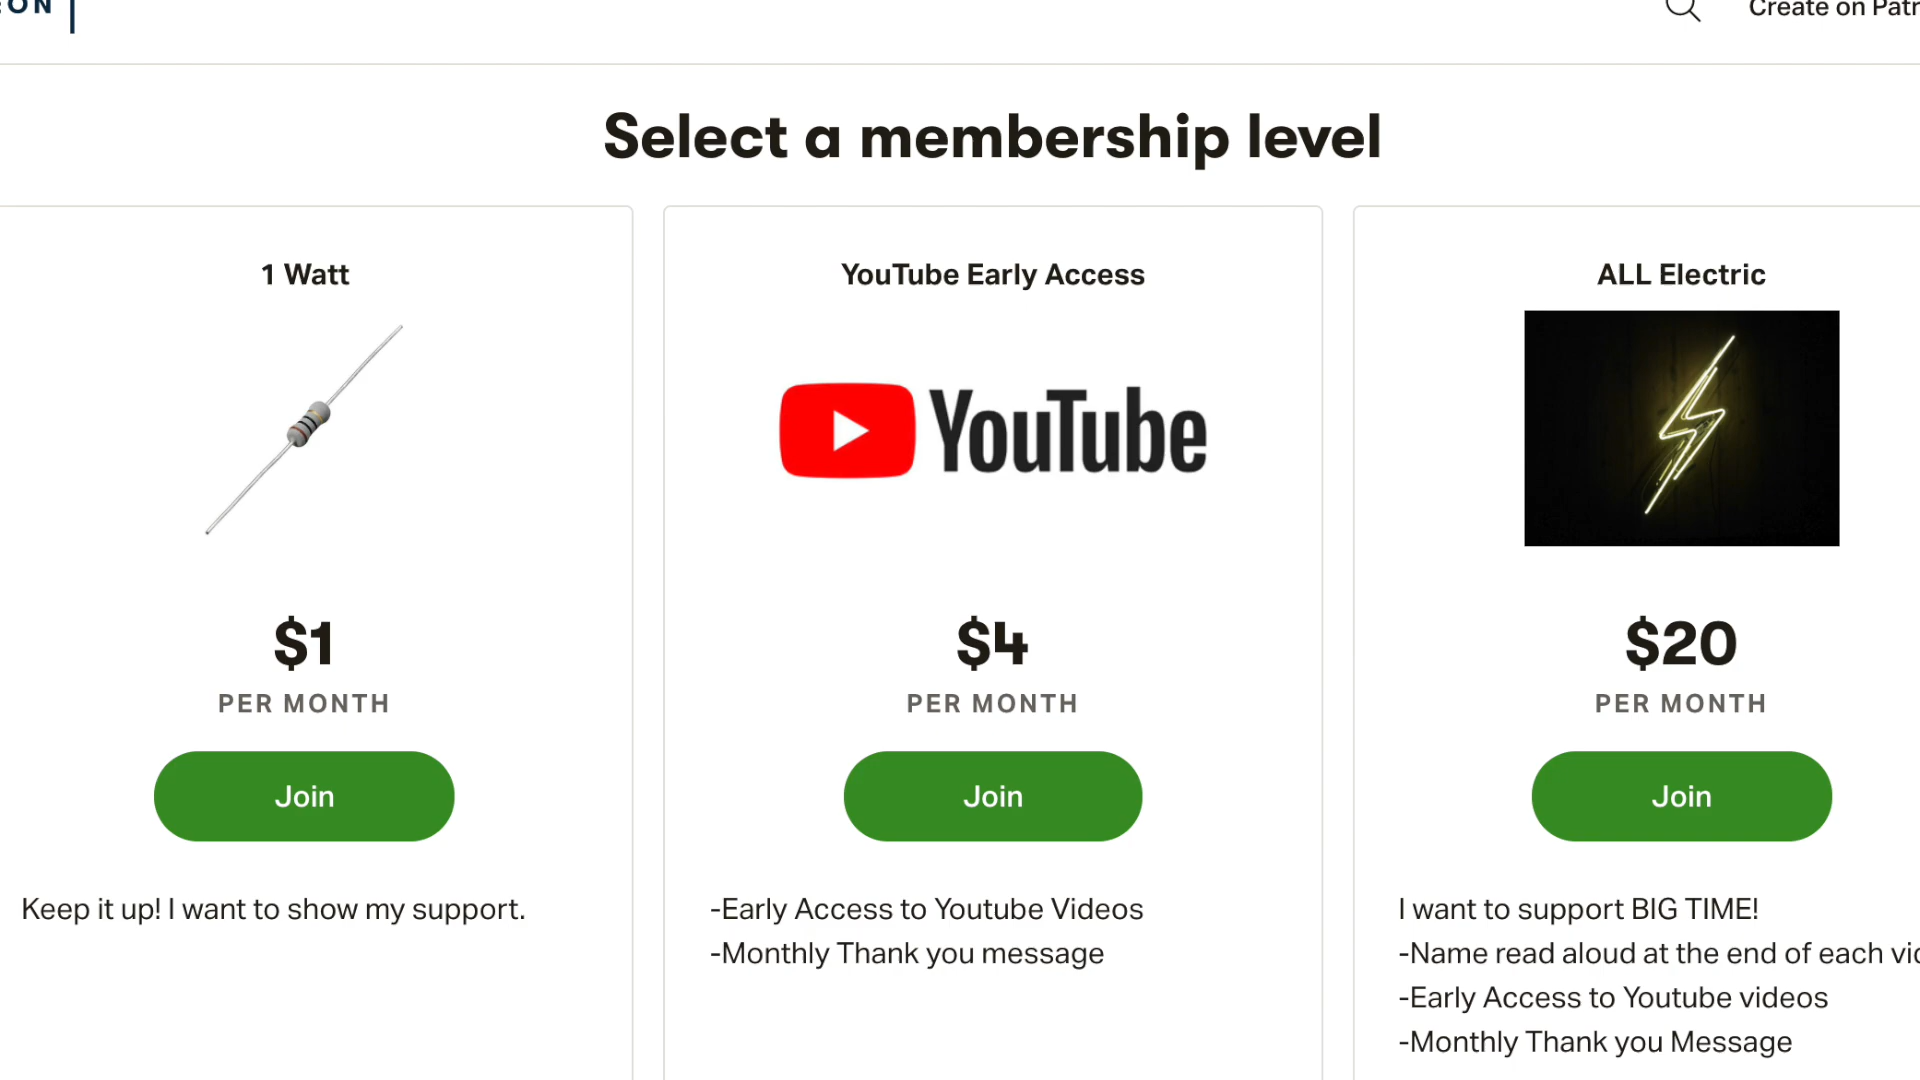 EON
Create on Patr
Select a membership level
1 Watt
$1
PER MONTH
Join
Keep it up! I want to show my support.
YouTube Early Access
YouTube
$4
PER MONTH
Join
-Early Access to Youtube Videos
-Monthly Thank you message
ALL Electric
$20
PER MONTH
Join
I want to support BIG TIME!
-Name read aloud at the end of each vid
-Early Access to Youtube videos
-Monthly Thank you Message